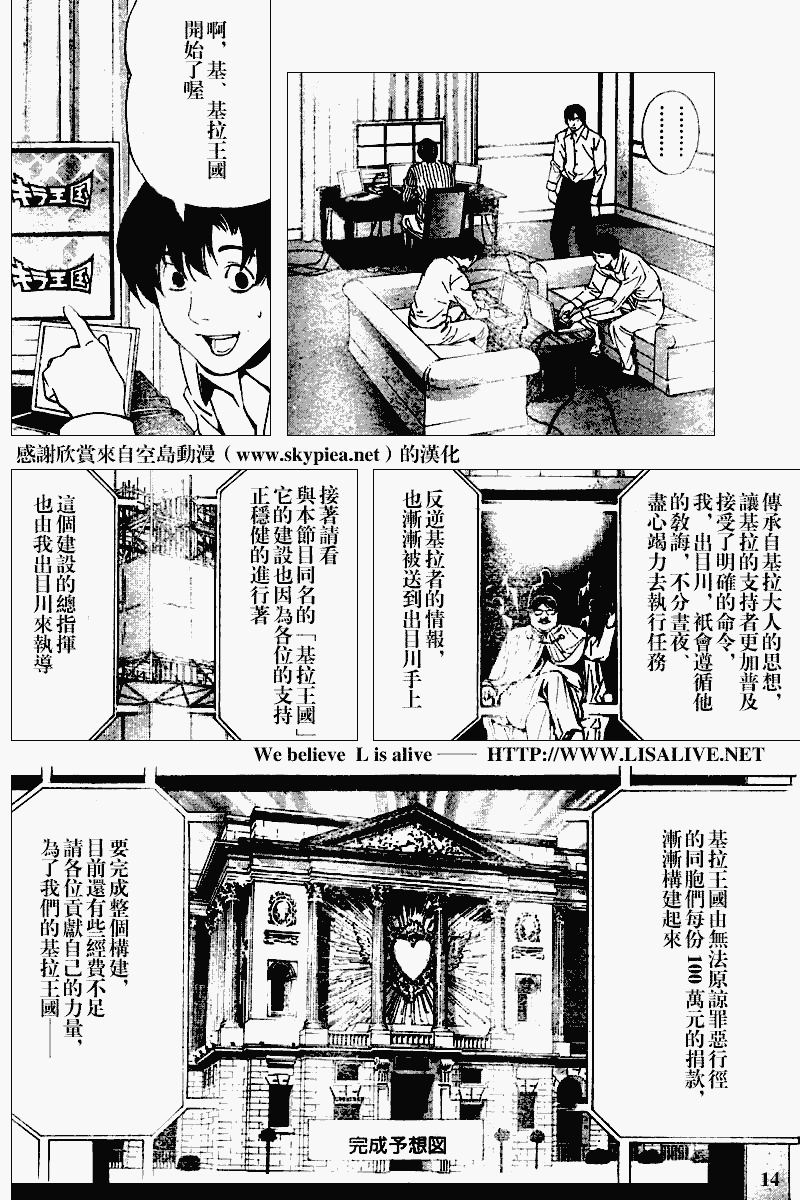 ………………
啊，基、基拉王國
開始了喔
キラ王国
キラ王国
感謝欣賞來自空島動漫（www.skypiea.net）的漢化
傳承自基拉大人的思想，
讓基拉的支持者更加普及
接受了明確的命令，
我，出目川，祇會遵循他
的教誨，不分晝夜、
盡心竭力去執行任務
反逆基拉者的情報，
也漸漸被送到出目川手上
接著請看
與本節目同名的「基拉王國」
它的建設也因為各位的支持
正穩健的進行著
這個建設的總指揮
也由我出目川來執導
We believe L is alive —— HTTP://WWW.LISALIVE.NET
基拉王國由無法原諒罪惡行徑
的同胞們每份100萬元的捐款，
漸漸構建起來
要完成整個構建，
目前還有些經費不足
請各位貢獻自己的力量，
為了我們的基拉王國——
完成予想図
14